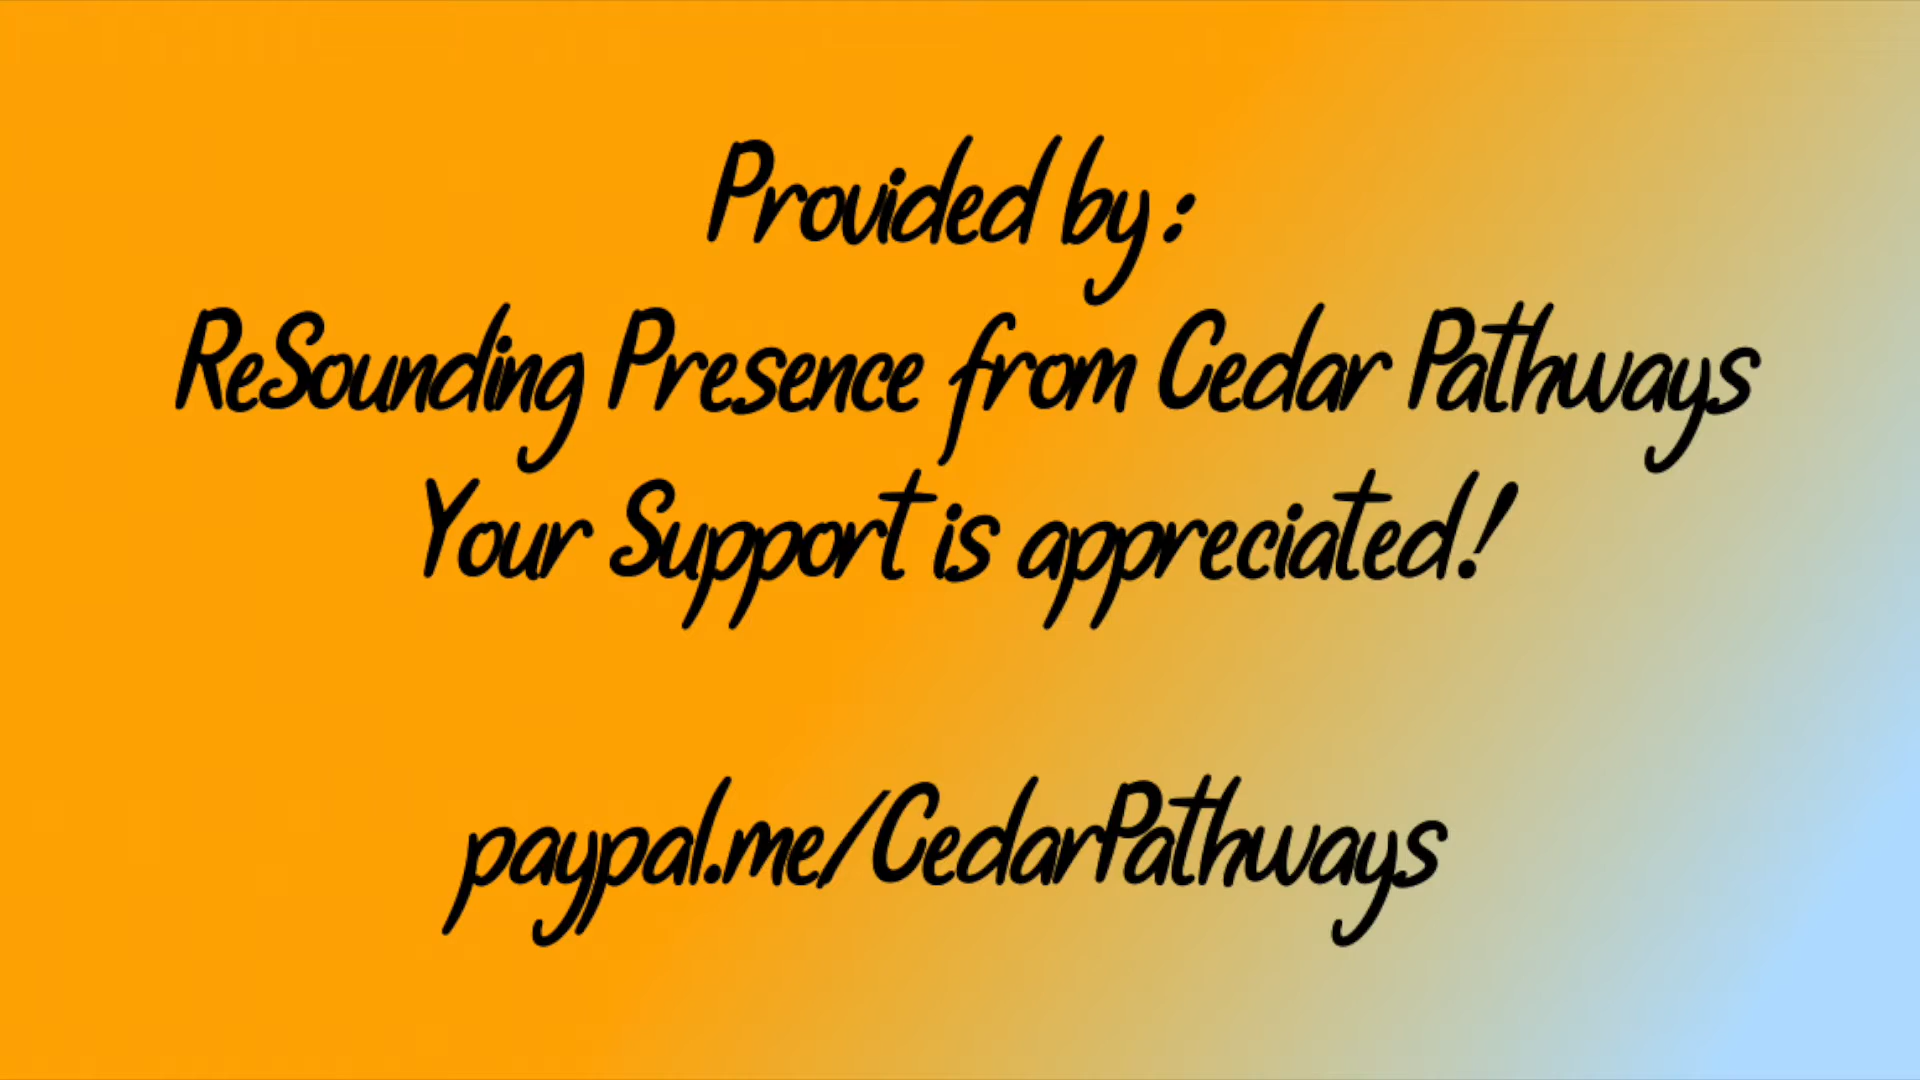 Provided by:
ReSounding Presence from Cedar Pathways
Your Support is appreciated!
paypal.me/CedarPathways